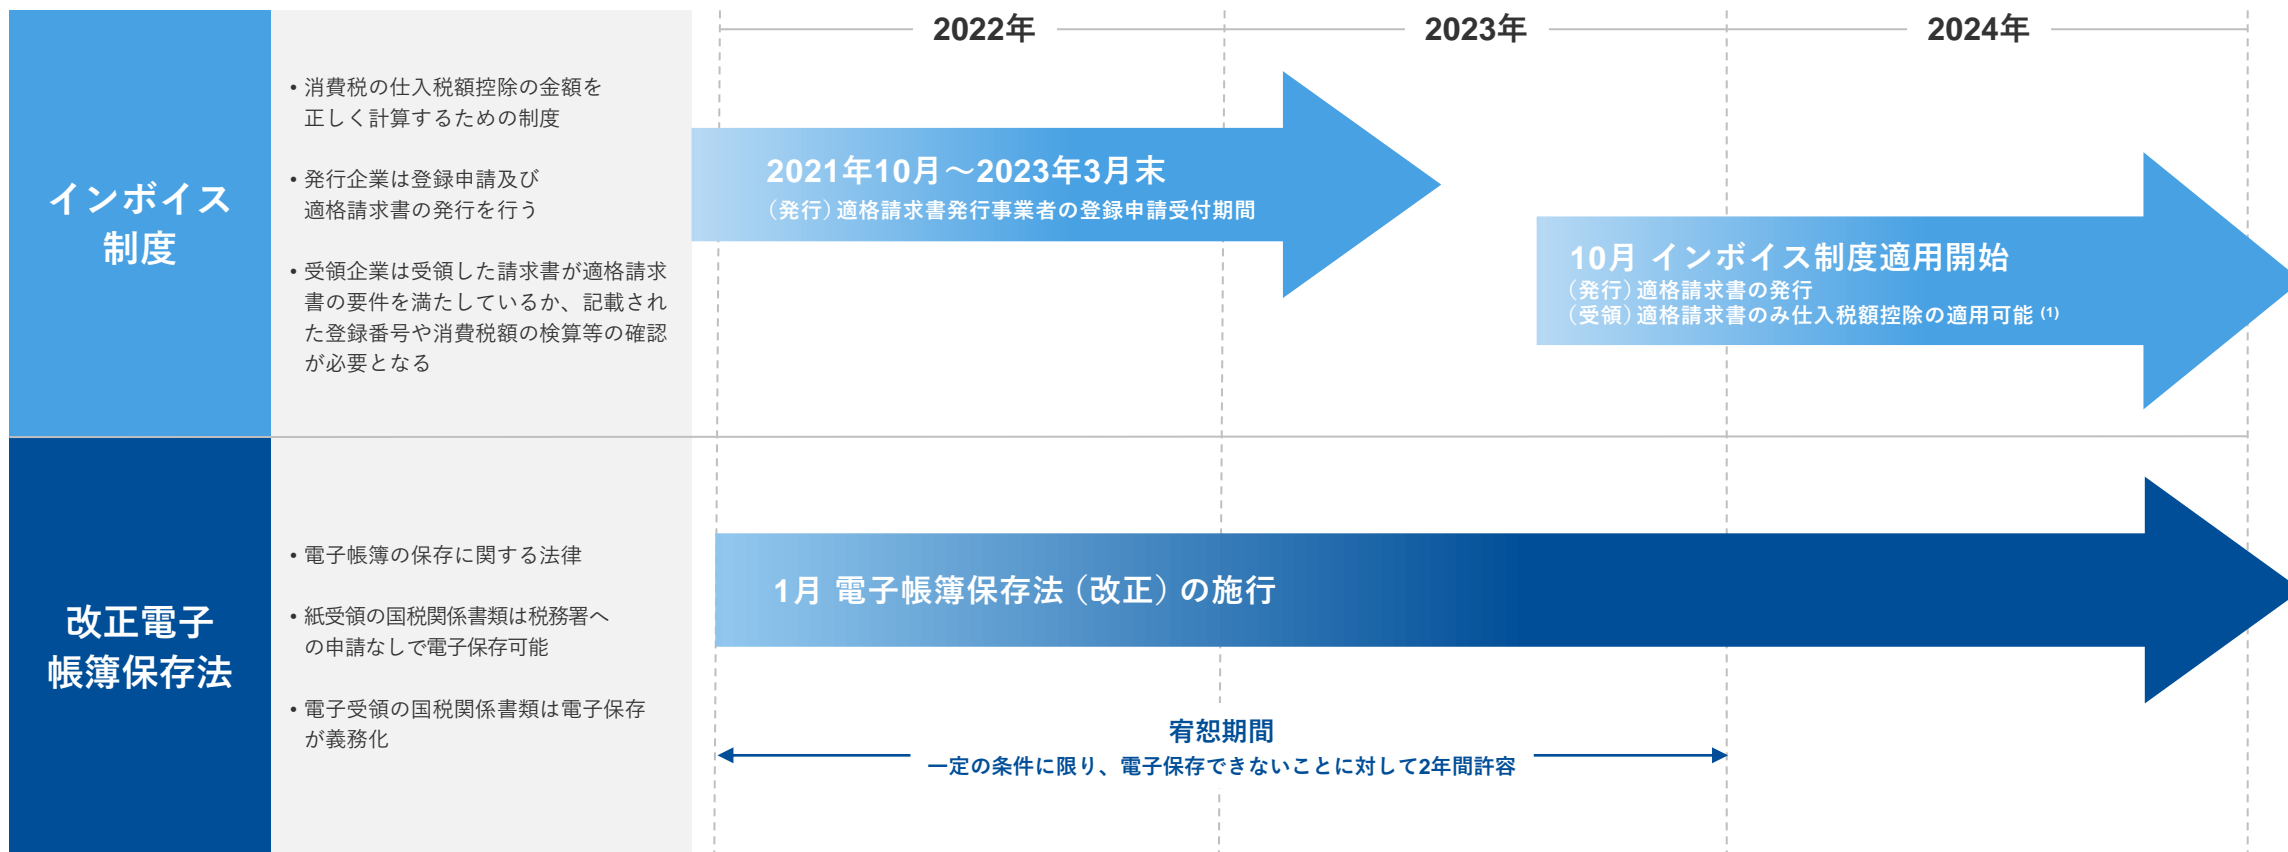 2022年
2023年
2024年
インボイス
制度
• 消費税の仕入税額控除の金額を
正しく計算するための制度
• 発行企業は登録申請及び
適格請求書の発行を行う
• 受領企業は受領した請求書が適格請求
書の要件を満たしているか、記載され
た登録番号や消費税額の検算等の確認
が必要となる
2021年10月～2023年3月末
（発行）適格請求書発行事業者の登録申請受付期間
10月 インボイス制度適用開始
（発行）適格請求書の発行
（受領）適格請求書のみ仕入税額控除の適用可能 (1)
改正電子
帳簿保存法
• 電子帳簿の保存に関する法律
• 紙受領の国税関係書類は税務署へ
の申請なしで電子保存可能
• 電子受領の国税関係書類は電子保存
が義務化
1月 電子帳簿保存法（改正）の施行
宥恕期間
一定の条件に限り、電子保存できないことに対して2年間許容